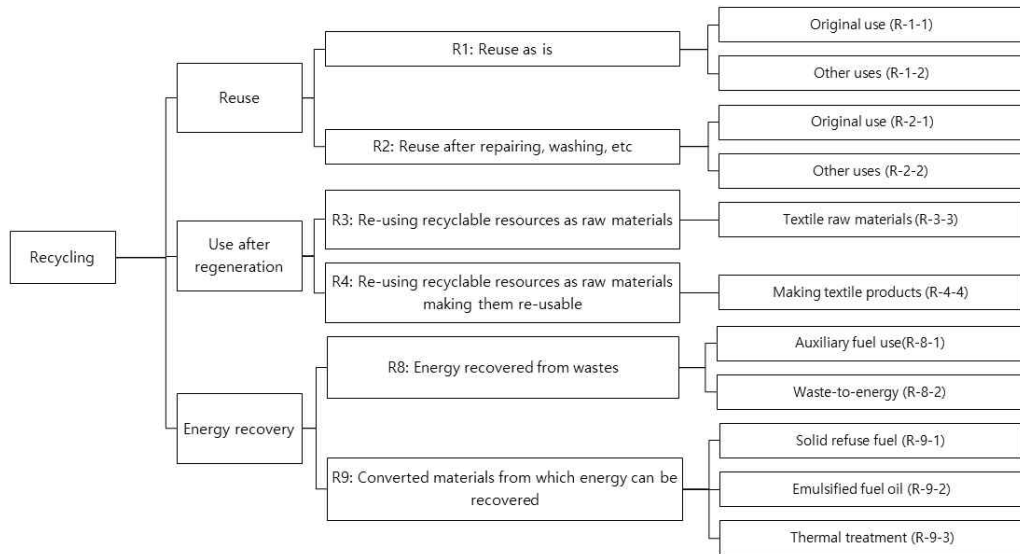 Recycling
Reuse
Use after
regeneration
Energy recovery
R1: Reuse as is
R2: Reuse after repairing, washing, etc
R3: Re-using recyclable resources as raw materials
R4: Re-using recyclable resources as raw materials
making them re-usable
R8: Energy recovered from wastes
R9: Converted materials from which energy can be
recovered
Original use (R-1-1)
Other uses (R-1-2)
Original use (R-2-1)
Other uses (R-2-2)
Textile raw materials (R-3-3)
Making textile products (R-4-4)
Auxiliary fuel use(R-8-1)
Waste-to-energy (R-8-2)
Solid refuse fuel (R-9-1)
Emulsified fuel oil (R-9-2)
Thermal treatment (R-9-3)